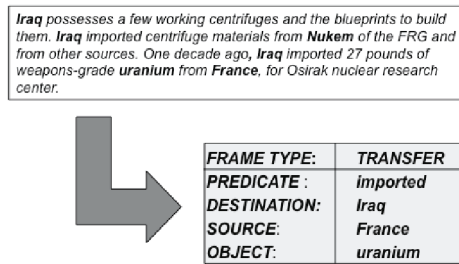 Iraq possesses a few working centrifuges and the blueprints to build
them. Iraq imported centrifuge materials from Nukem of the FRG and
from other sources. One decade ago, Iraq imported 27 pounds of
weapons-grade uranium from France, for Osirak nuclear research
center.
FRAME TYPE: TRANSFER
PREDICATE : imported
DESTINATION: Iraq
SOURCE: France
OBJECT: uranium